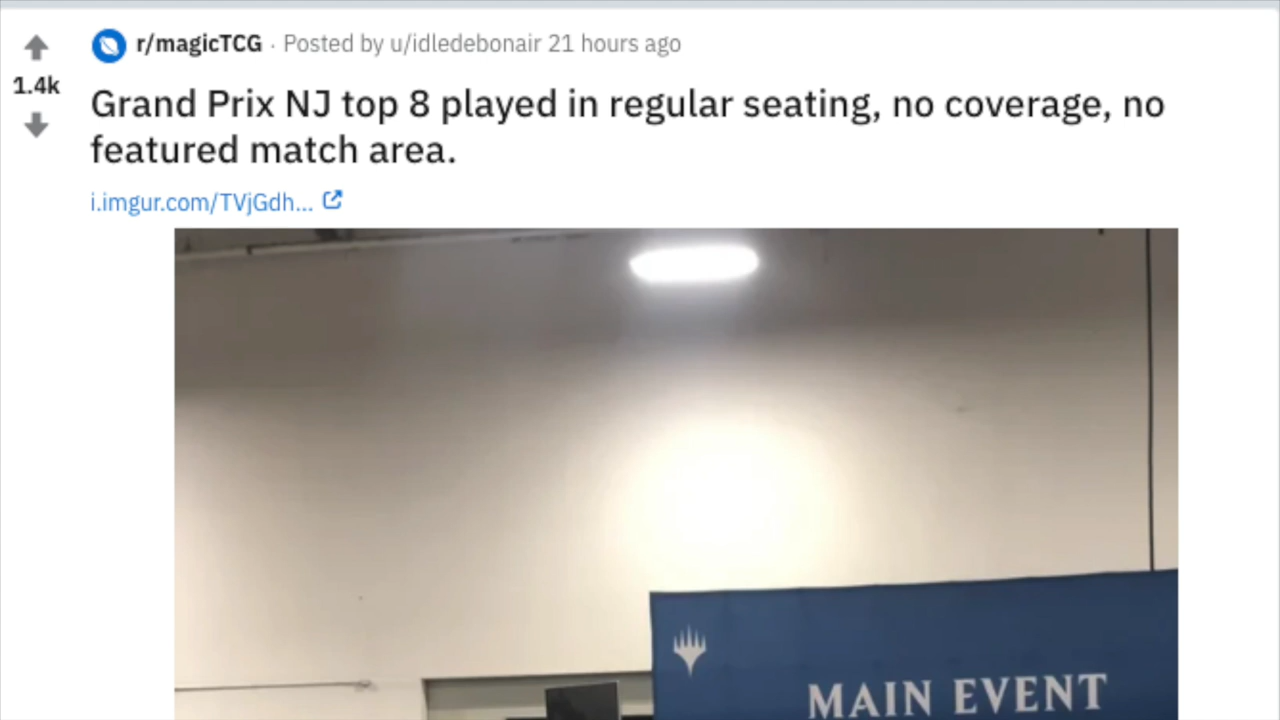 r/magicTCG · Posted by u/idledebonair 21 hours ago
1.4k
Grand Prix NJ top 8 played in regular seating, no coverage, no
featured match area.
i.imgur.com/TVjGdh...
MAIN EVENT